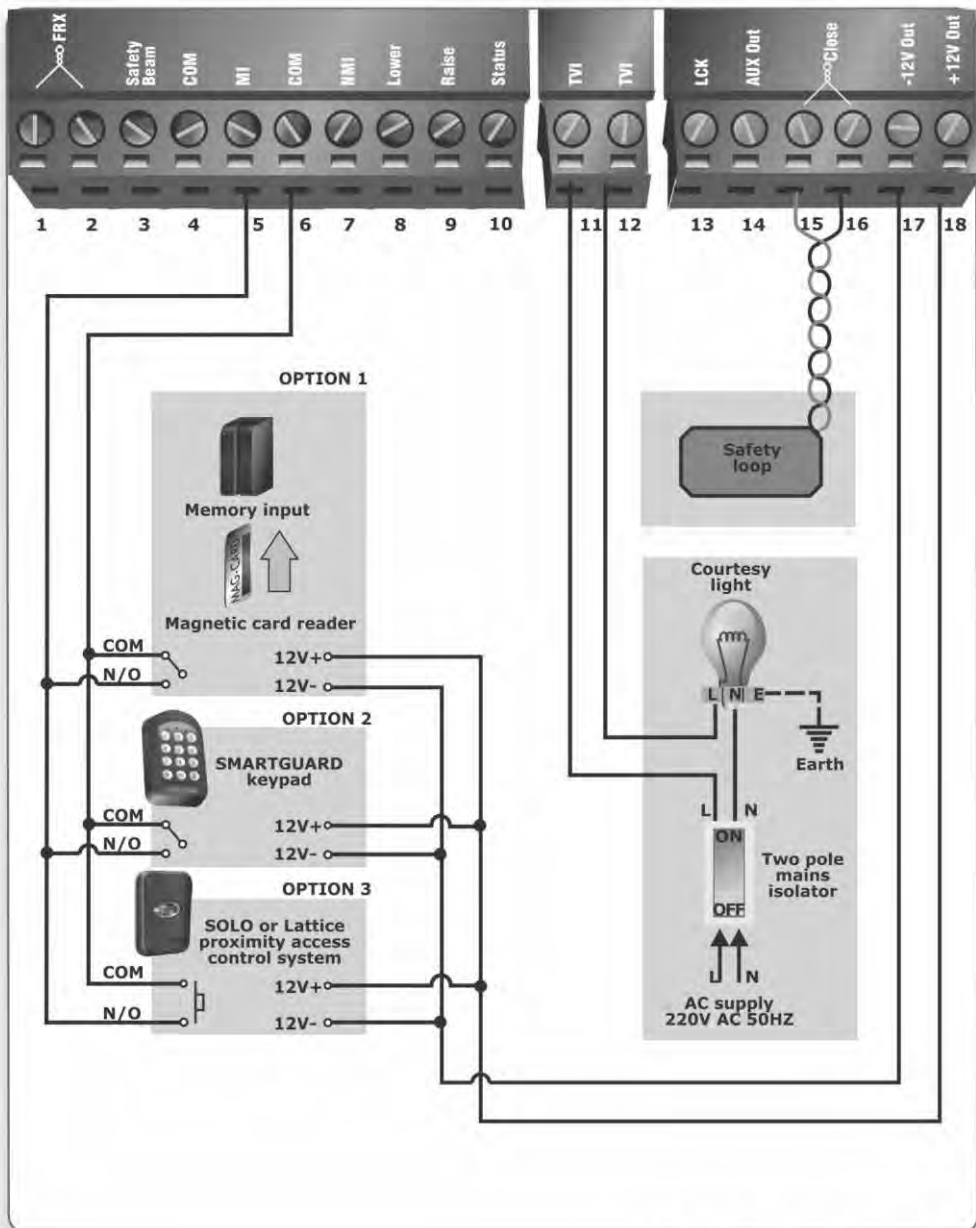 FRX
Safety
Beam
COM
MI
COM
NMI
Lower
Raise
Status
TVI
TVI
LCK
AUX Out
Close
-12V Out
+12V Out
1 2 3 4 5 6 7 8 9 10 11 12 13 14 15 16 17 18
OPTION 1
Memory input
MAG-CARD
Magnetic card reader
COM
N/O
12V+
12V-
OPTION 2
SMARTGUARD
keypad
COM
N/O
12V+
12V-
OPTION 3
SOLO or Lattice
proximity access
control system
COM
N/O
12V+
12V-
Safety
loop
Courtesy
light
L N E
Earth
L N
ON
OFF
Two pole
mains
isolator
L N
AC supply
220V AC 50HZ